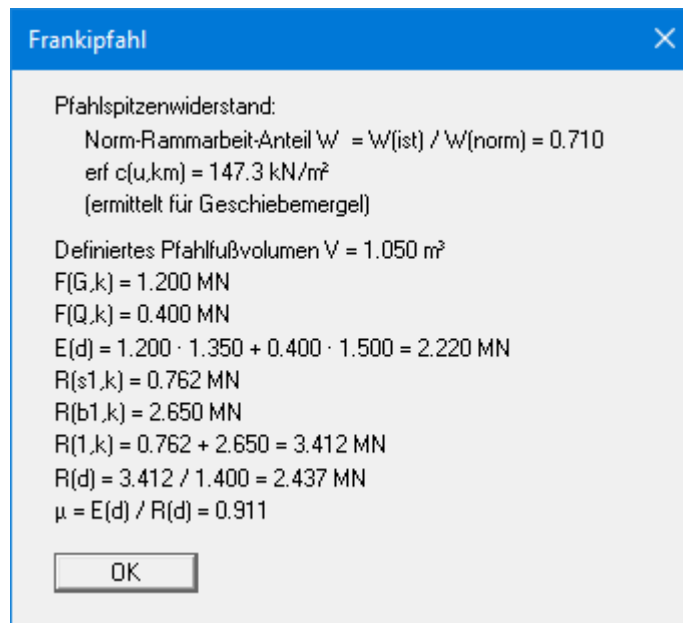 Frankipfahl
Pfahlspitzenwiderstand:
Norm-Rammarbeit-Anteil W = W(ist) / W(norm) = 0.710
erf c(u,km) = 147.3 kN/m²
(ermittelt für Geschiebemergel)
Definiertes Pfahlfußvolumen V = 1.050 m³
F(G,k) = 1.200 MN
F(Q,k) = 0.400 MN
E(d) = 1.200 · 1.350 + 0.400 · 1.500 = 2.220 MN
R(s1,k) = 0.762 MN
R(b1,k) = 2.650 MN
R(1,k) = 0.762 + 2.650 = 3.412 MN
R(d) = 3.412 / 1.400 = 2.437 MN
µ = E(d) / R(d) = 0.911
OK